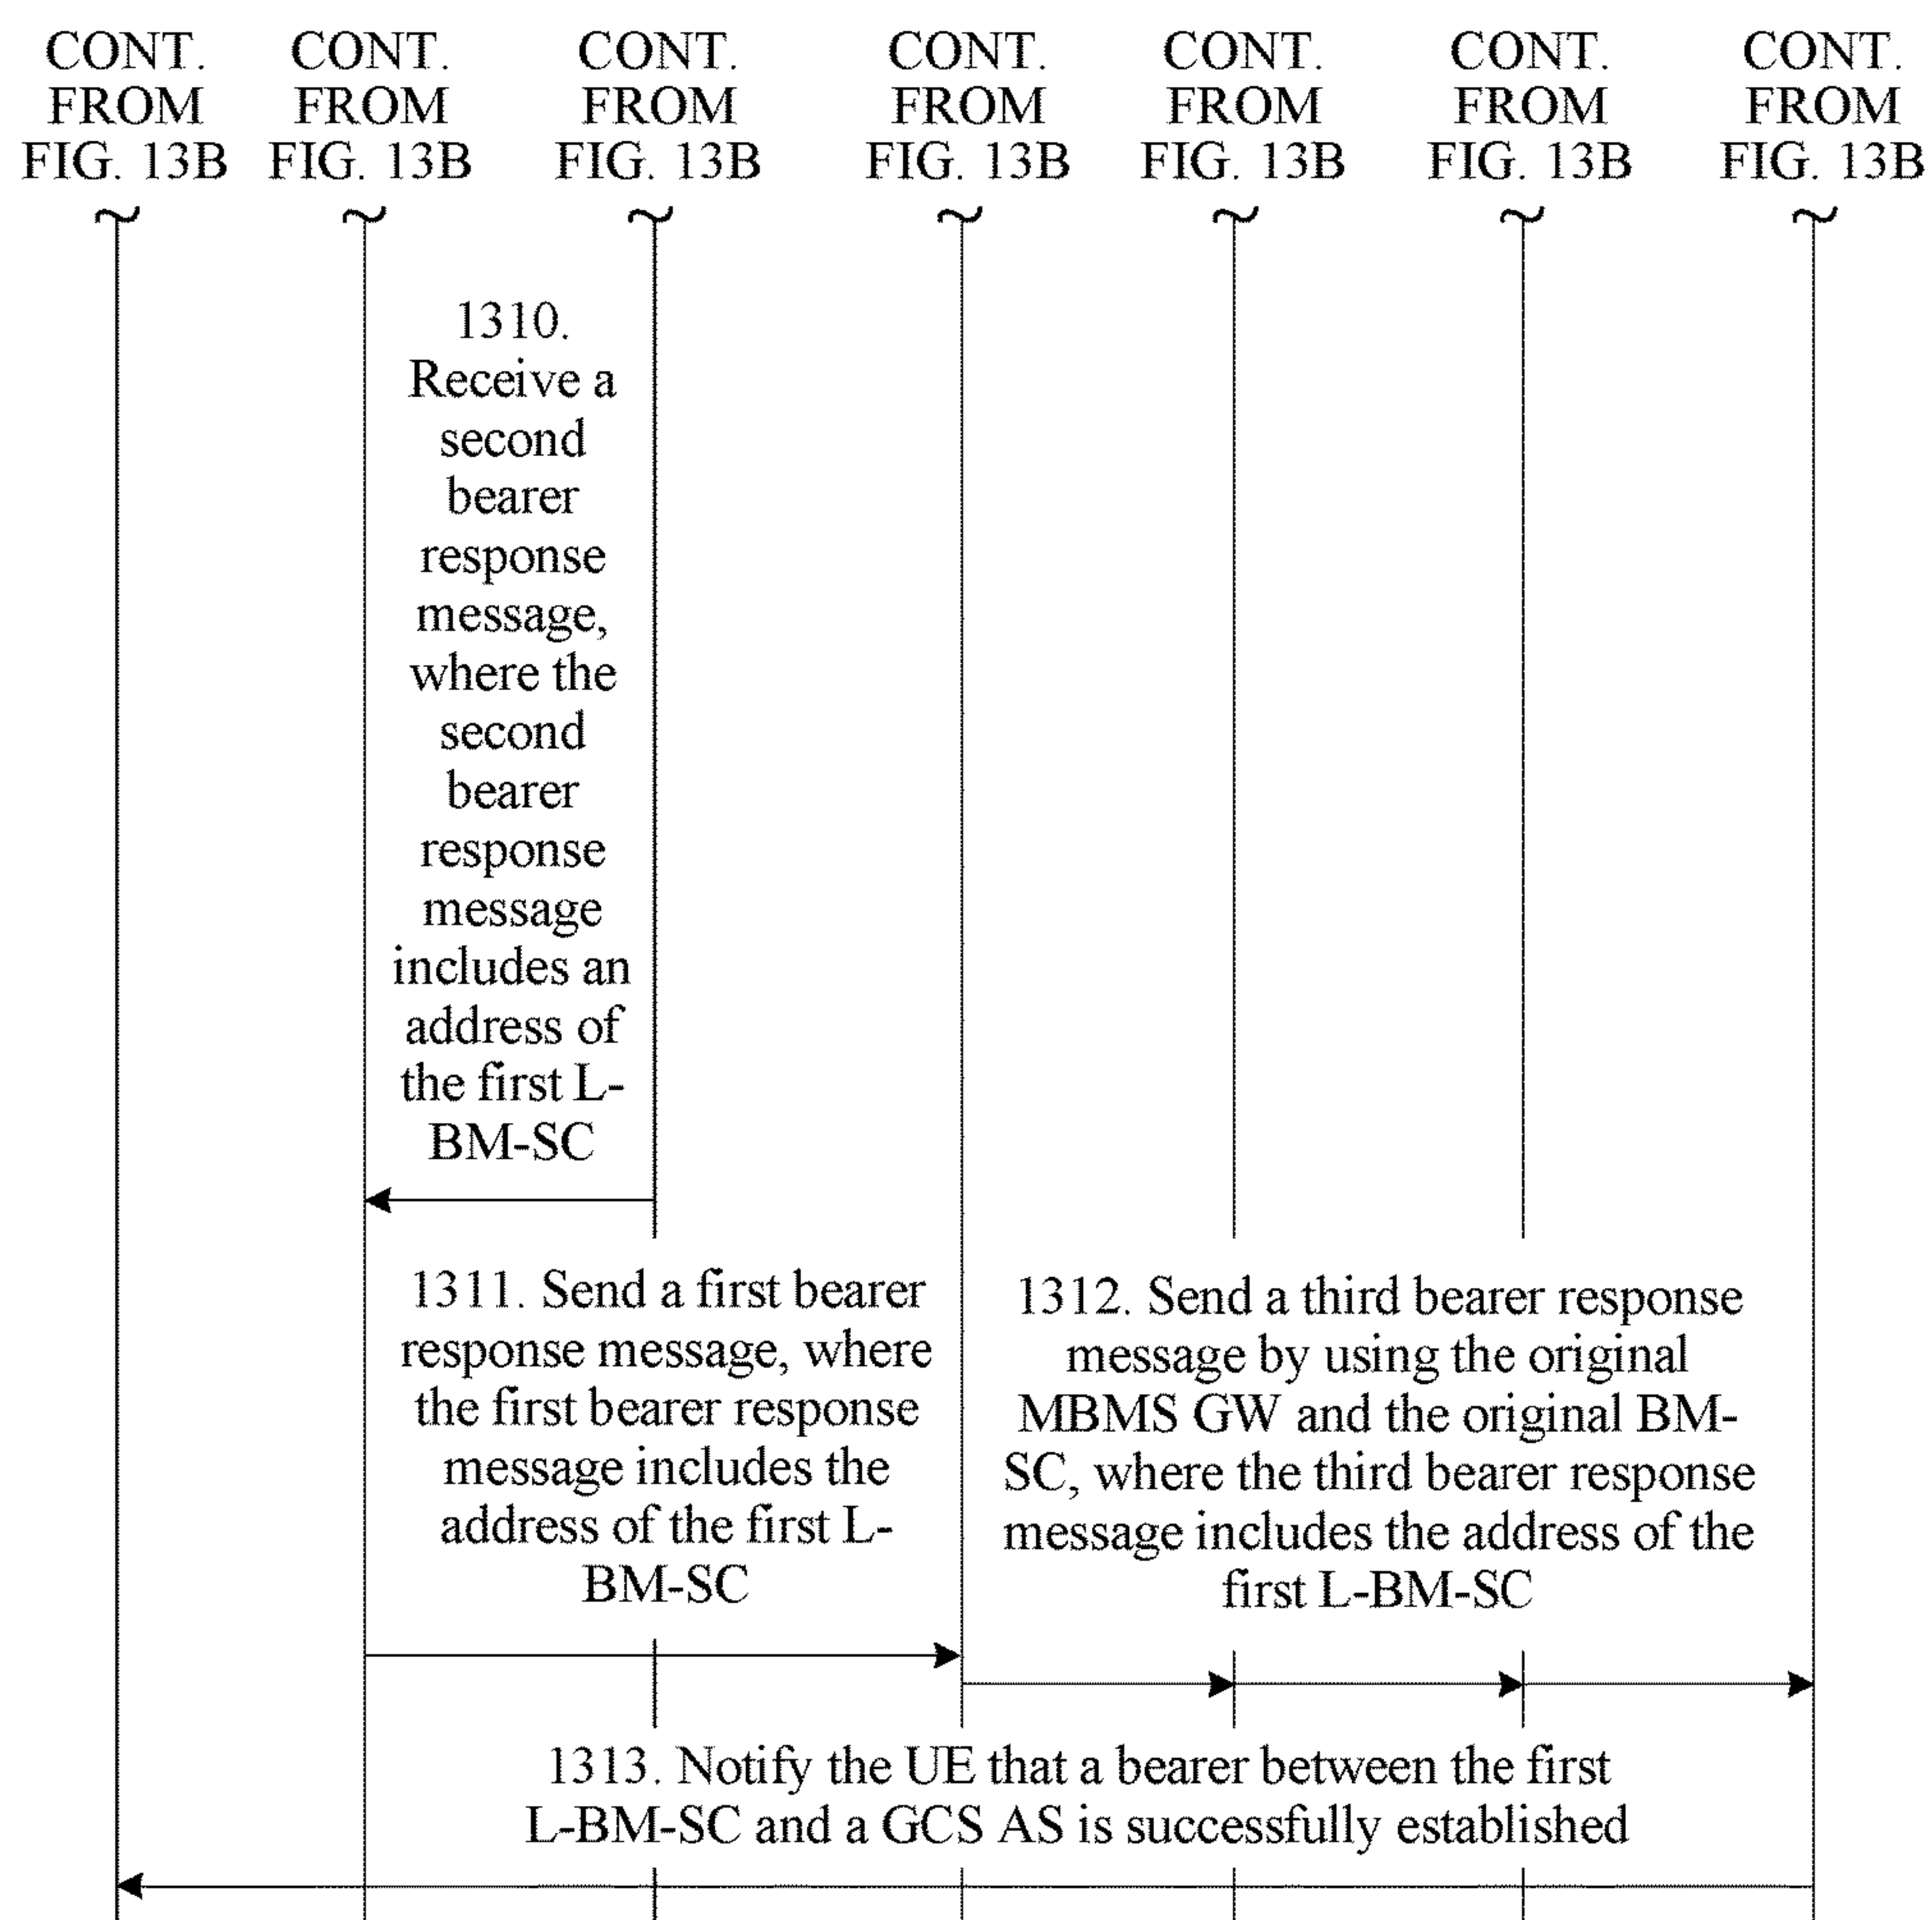 CONT. CONT. CONT. CONT. CONT. CONT. CONT.
FROM FROM FROM FROM FROM FROM FROM
FIG. 13B FIG. 13B FIG. 13B FIG. 13B FIG. 13B FIG. 13B FIG. 13B
1310.
Receive a
second
bearer
response
message,
where the
second
bearer
response
message
includes an
address of
the first L-
BM-SC
1311. Send a first bearer
response message, where
the first bearer response
message includes the
address of the first L-
BM-SC
1312. Send a third bearer response
message by using the original
MBMS GW and the original BM-
SC, where the third bearer response
message includes the address of the
first L-BM-SC
1313. Notify the UE that a bearer between the first
L-BM-SC and a GCS AS is successfully established